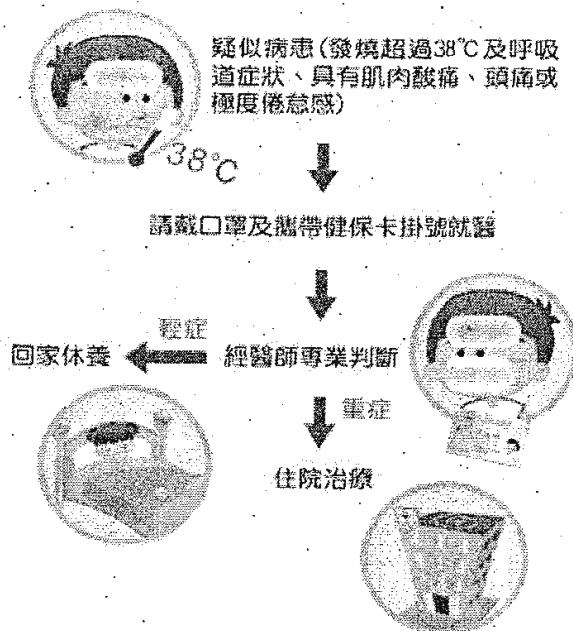 疑似病患(發燒超過38℃及呼吸
道症狀、具有肌肉酸痛、頭痛或
極度倦怠感)
38℃
請戴口罩及攜帶健保卡掛號就醫
輕症
回家休養
經醫師專業判斷
重症
住院治療